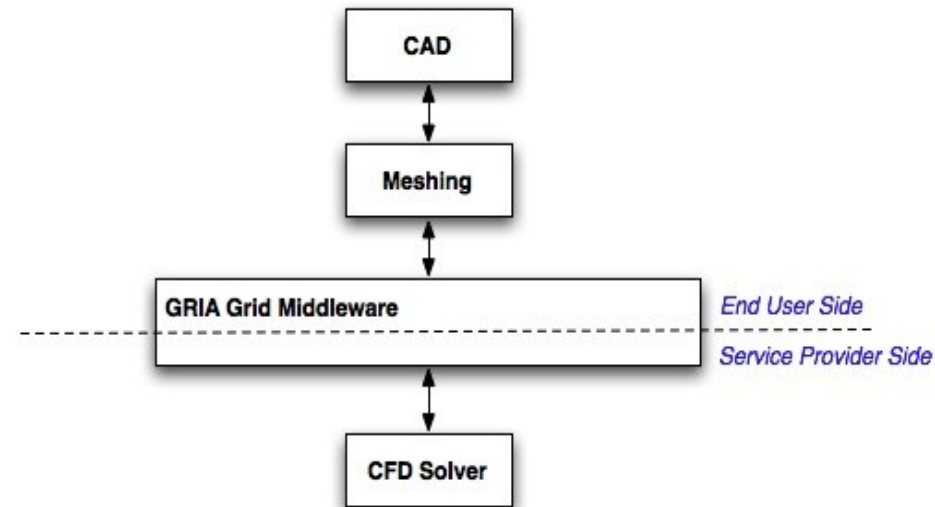 CAD
Meshing
GRIA Grid Middleware
End User Side
Service Provider Side
CFD Solver